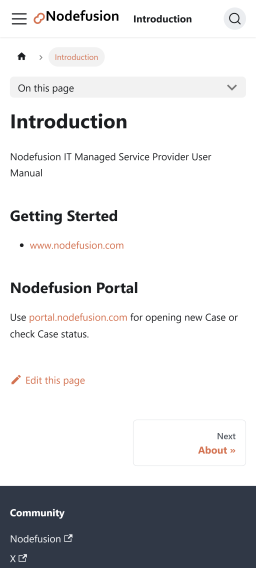 Nodefusion Introduction
Introduction
On this page
Introduction
Nodefusion IT Managed Service Provider User
Manual
Getting Started
www.nodefusion.com
Nodefusion Portal
Use portal.nodefusion.com for opening new Case or
check Case status.
Edit this page
Next
About »
Community
Nodefusion
X